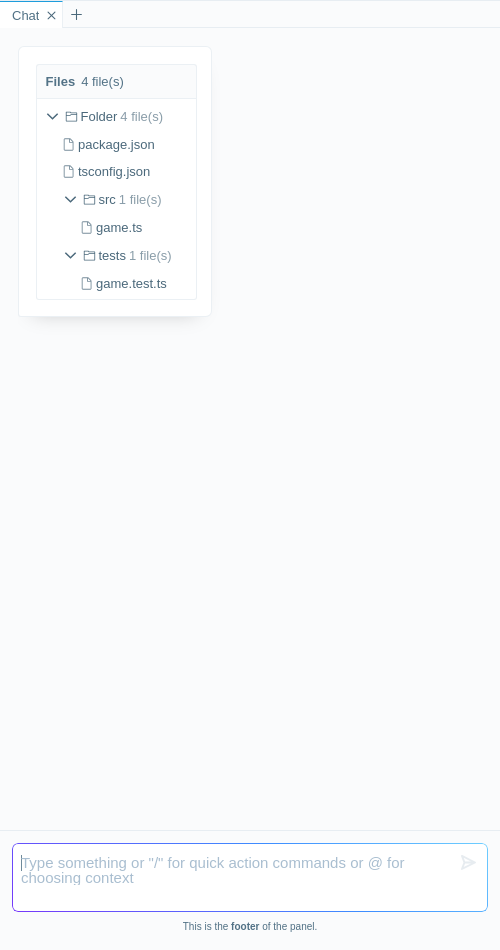 Chat
Files 4 file(s)
Folder 4 file(s)
package.json
tsconfig.json
src 1 file(s)
game.ts
tests 1 file(s)
game.test.ts
Type something or "/" for quick action commands or @ for
choosing context
This is the footer of the panel.